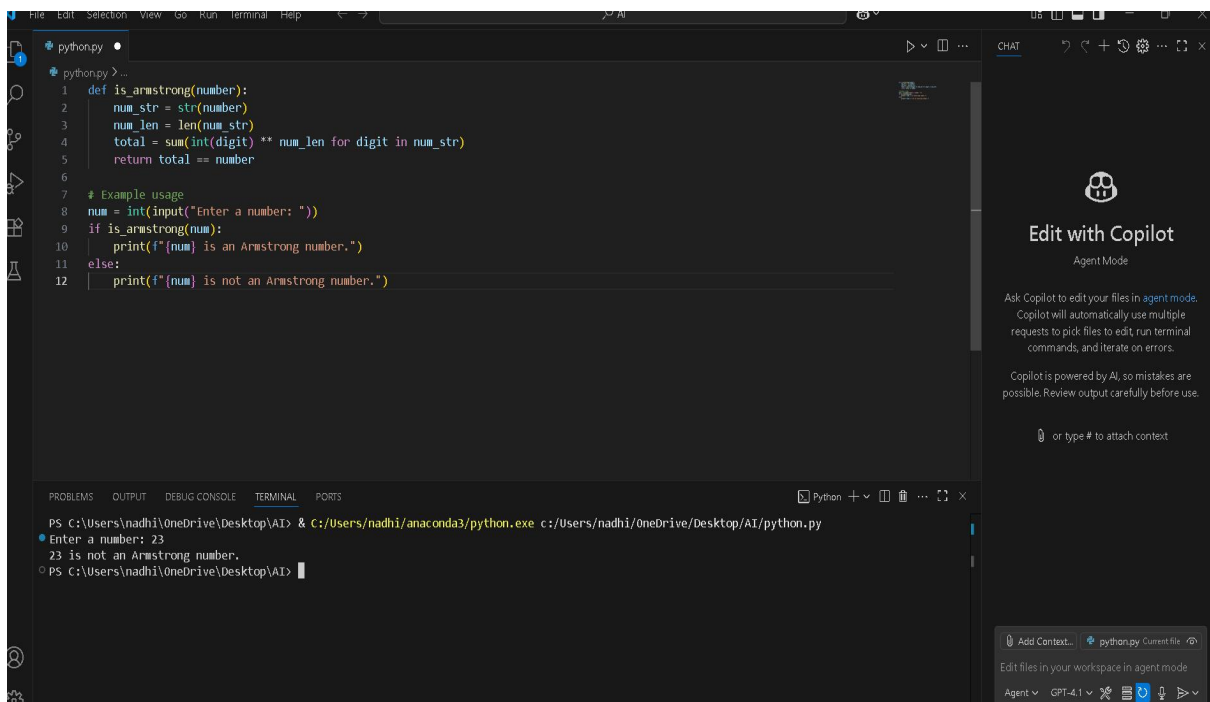 File Edit Selection View Go Run Terminal Help
AI
python.py
python.py > ...
1 def is_armstrong(number):
2     num_str = str(number)
3     num_len = len(num_str)
4     total = sum(int(digit) ** num_len for digit in num_str)
5     return total == number
6
7 # Example usage
8 num = int(input("Enter a number: "))
9 if is_armstrong(num):
10     print(f"{num} is an Armstrong number.")
11 else:
12     print(f"{num} is not an Armstrong number.")
PROBLEMS OUTPUT DEBUG CONSOLE TERMINAL PORTS
Python
PS C:\Users\nadhi\OneDrive\Desktop\AI> & C:/Users/nadhi/anaconda3/python.exe c:/Users/nadhi/OneDrive/Desktop/AI/python.py
Enter a number: 23
23 is not an Armstrong number.
PS C:\Users\nadhi\OneDrive\Desktop\AI>
1
CHAT
Edit with Copilot
Agent Mode
Ask Copilot to edit your files in agent mode.
Copilot will automatically use multiple
requests to pick files to edit, run terminal
commands, and iterate on errors.
Copilot is powered by AI, so mistakes are
possible. Review output carefully before use.
or type # to attach context
Add Context... python.py Current file
Edit files in your workspace in agent mode
Agent GPT-4.1